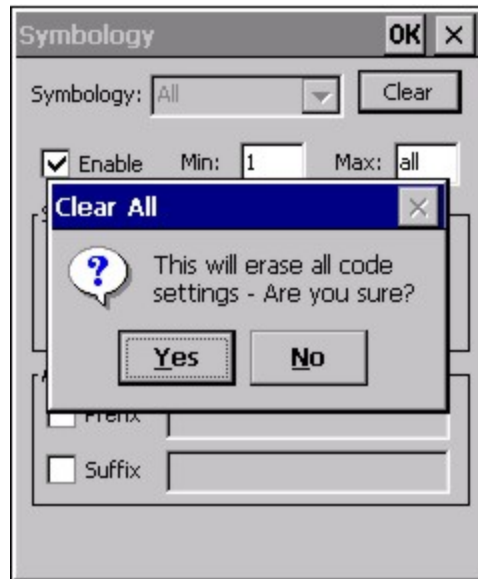 Symbology OK
Symbology: All Clear
Enable Min: 1 Max: all
Clear All
This will erase all code
settings - Are you sure?
Yes No
Suffix